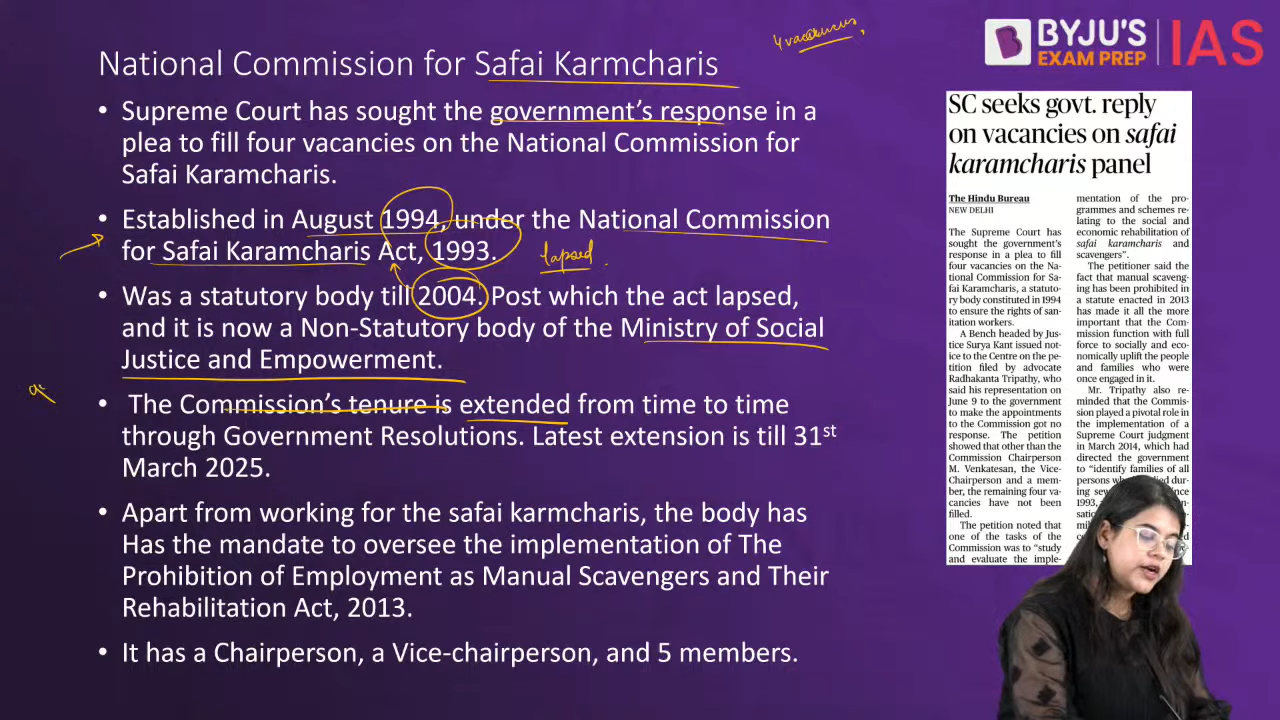 4 vacancies,
BYJU'S
EXAM PREP
IAS
National Commission for Safai Karmcharis
• Supreme Court has sought the government's response in a
plea to fill four vacancies on the National Commission for
Safai Karamcharis.
• Established in August 1994, under the National Commission
for Safai Karamcharis Act, 1993.
lapsed.
• Was a statutory body till 2004. Post which the act lapsed,
and it is now a Non-Statutory body of the Ministry of Social
Justice and Empowerment.
• The Commission's tenure is extended from time to time
through Government Resolutions. Latest extension is till 31st
March 2025.
• Apart from working for the safai karmcharis, the body has
Has the mandate to oversee the implementation of The
Prohibition of Employment as Manual Scavengers and Their
Rehabilitation Act, 2013.
• It has a Chairperson, a Vice-chairperson, and 5 members.
SC seeks govt. reply
on vacancies on safai
karamcharis panel
The Hindu Bureau
NEW DELHI
The Supreme Court has
sought the government's
response in a plea to fill
four vacancies on the Na-
tional Commission for Sa-
fai Karamcharis, a statuto-
ry body constituted in 1994
to ensure the rights of san-
itation workers.
A Bench headed by Jus-
tice Surya Kant issued not-
ice to the Centre on the pe-
tition filed by advocate
Radhakanta Tripathy, who
said his representation on
June 9 to the government
to make the appointments
to the Commission got no
response. The petition
showed that other than the
Commission Chairperson
M. Venkatesan, the Vice-
Chairperson and a mem-
ber, the remaining four va-
cancies have not been
filled.
The petition noted that
one of the tasks of the
Commission was to "study
and evaluate the imple-
mentation of the pro-
grammes and schemes re-
lating to the social and
economic rehabilitation of
safai karamcharis and
scavengers".
The petitioner said the
fact that manual scaveng-
ing has been prohibited in
a statute enacted in 2013
has made it all the more
important that the Com-
mission function with full
force to socially and eco-
nomically uplift the people
and families who were
once engaged in it.
Mr. Tripathy also re-
minded that the Commis-
sion played a pivotal role in
the implementation of a
Supreme Court judgment
in March 2014, which had
directed the government
to "identify families of all
persons
1993,